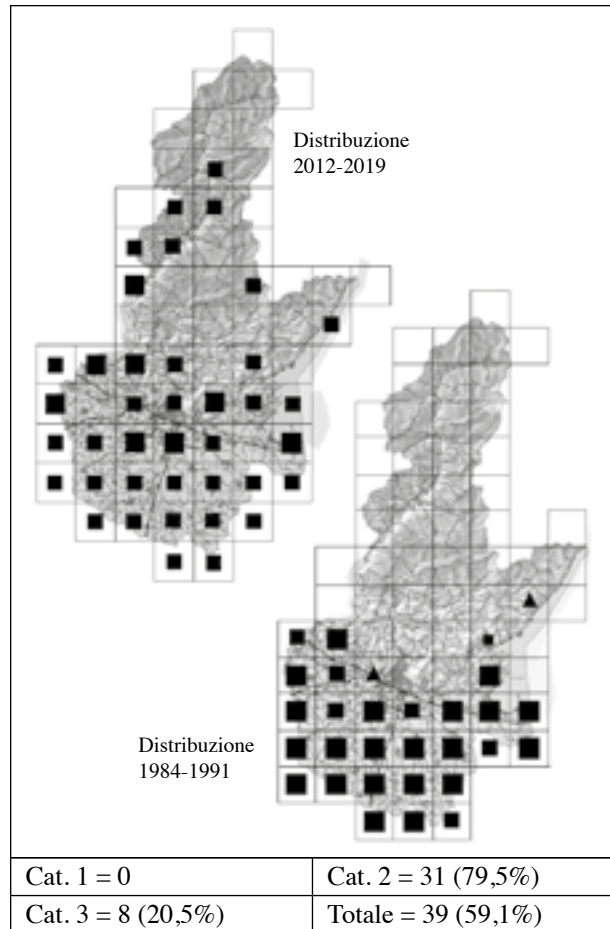 Distribuzione
2012-2019
Distribuzione
1984-1991
Cat. 1 = 0
Cat. 2 = 31 (79,5%)
Cat. 3 = 8 (20,5%)
Totale = 39 (59,1%)